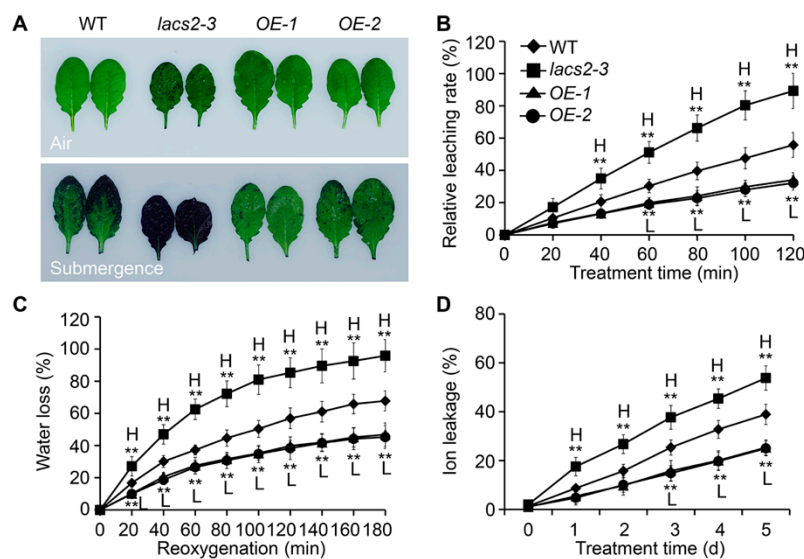 A
WT lacs2-3 OE-1 OE-2
Air
Submergence
B
Relative leaching rate (%)
120
100
80
60
40
20
0
WT
lacs2-3
OE-1
OE-2
H H H H H
** ** ** ** **
** ** ** **
L L L L
0 20 40 60 80 100 120
Treatment time (min)
C
Water loss (%)
120
100
80
60
40
20
0
H H H H H H H H H
** ** ** ** ** ** ** ** **
** ** ** ** ** ** ** ** **
L L L L L L L L L
0 20 40 60 80 100 120 140 160 180
Reoxygenation (min)
D
Ion leakage (%)
80
60
40
20
0
H H H H H
** ** ** ** **
** ** **
L L L
0 1 2 3 4 5
Treatment time (d)